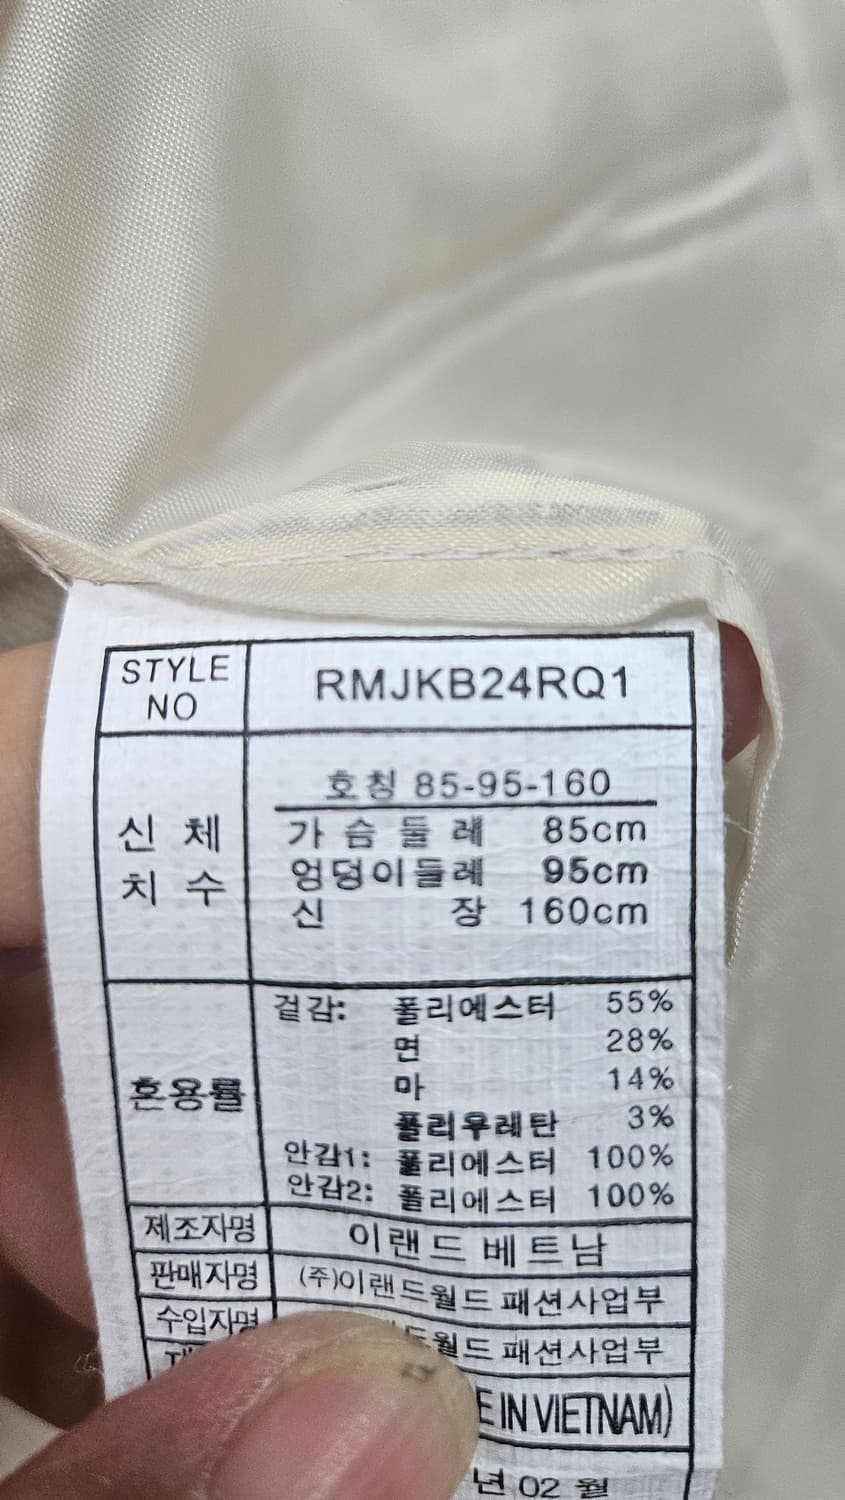 STYLE NO RMJKB24RQ1
호칭 85-95-160
신체 치수
가슴둘레 85cm
엉덩이둘레 95cm
신장 160cm
혼용률
겉감: 폴리에스터 55%
면 28%
마 14%
폴리우레탄 3%
안감1: 폴리에스터 100%
안감2: 폴리에스터 100%
제조자명 이랜드 베트남
판매자명 (주)이랜드월드 패션사업부
수입자명 드월드 패션사업부
E IN VIETNAM)
년 02 월